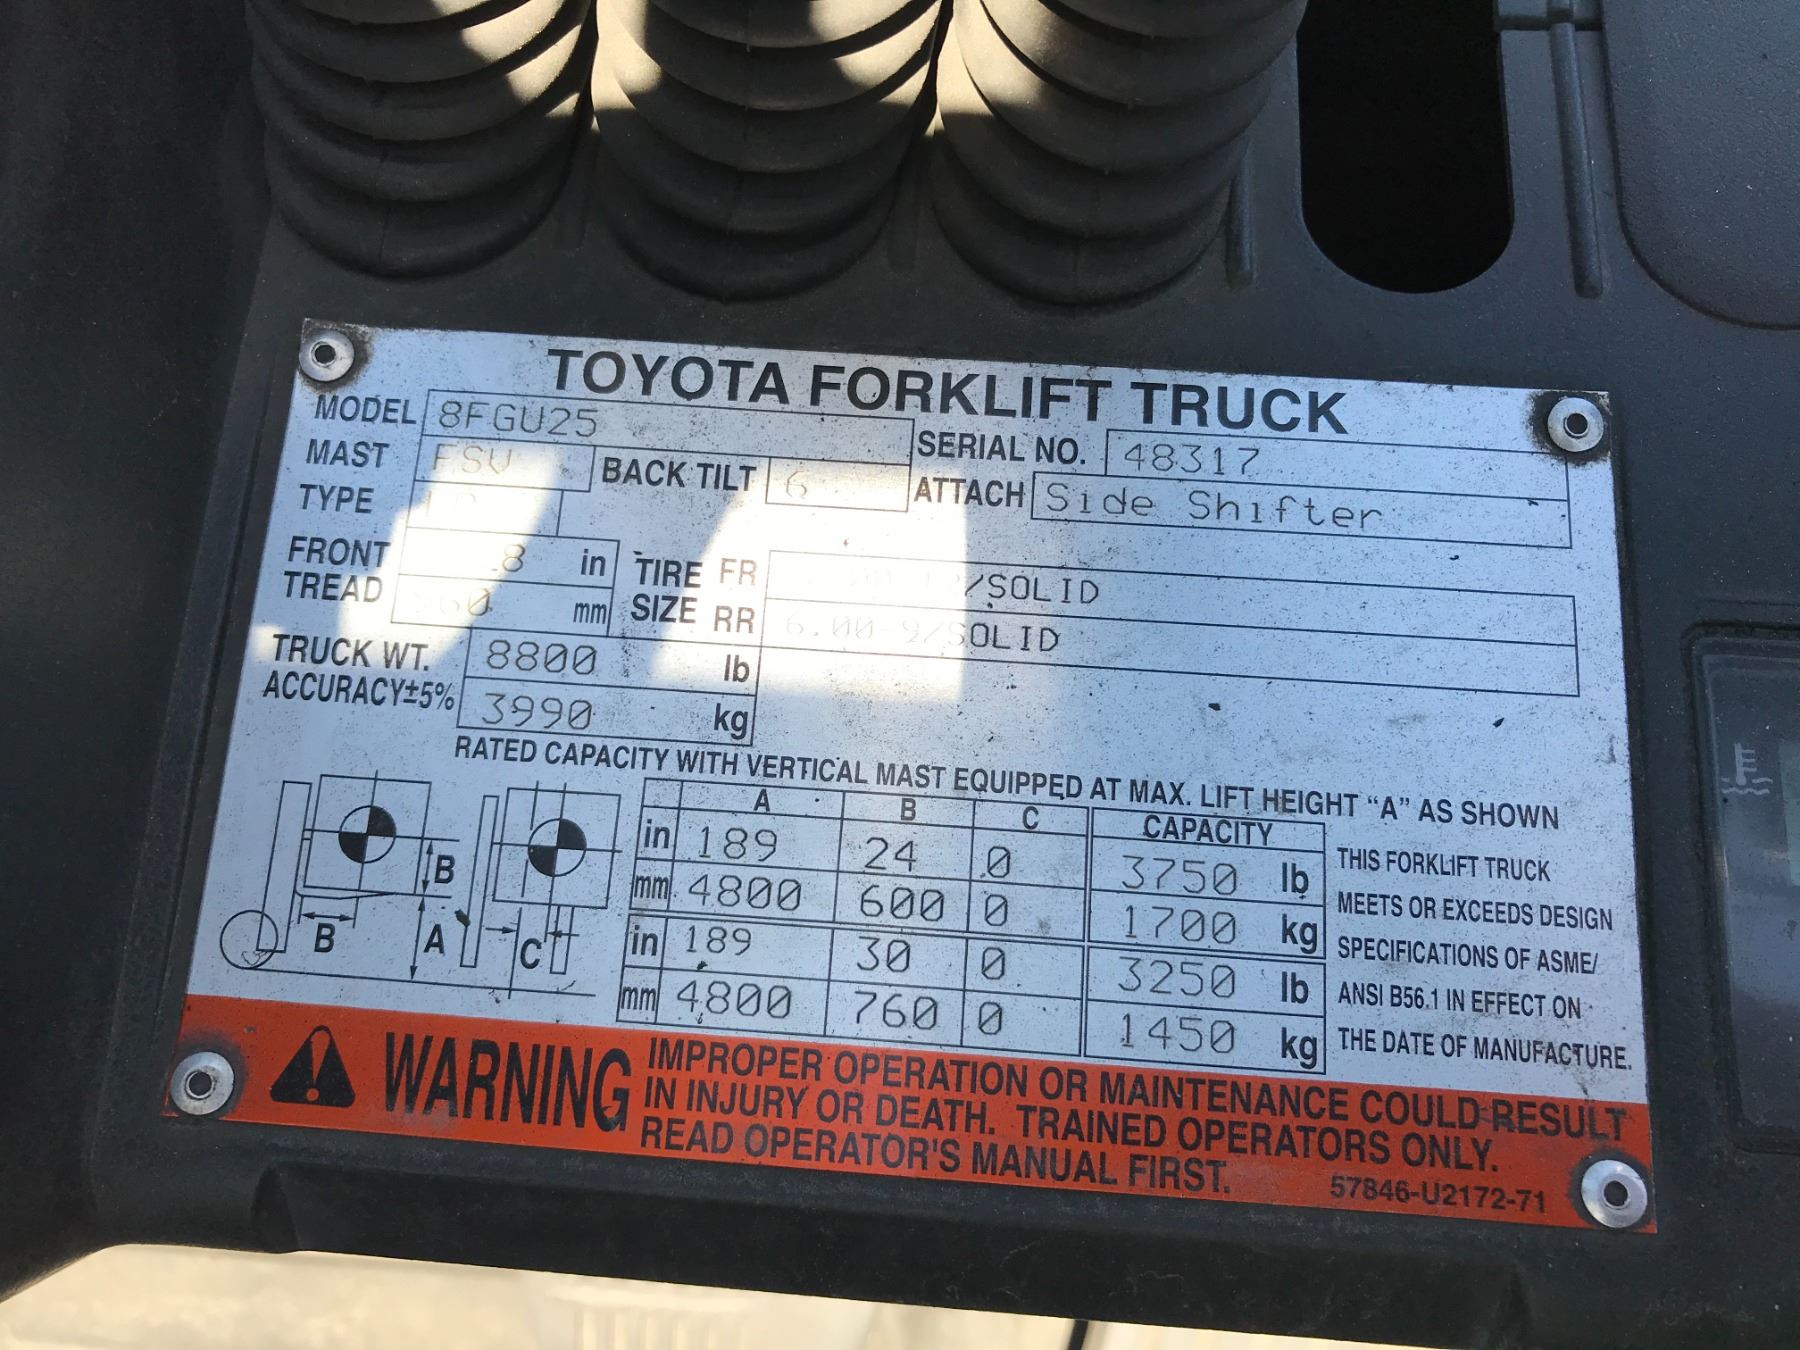 TOYOTA FORKLIFT TRUCK
MODEL 8FGU25 SERIAL NO. 48317
MAST FSV BACK TILT 6 ATTACH Side Shifter
TYPE
FRONT TREAD 8 in
mm
TIRE SIZE FR /SOLID
RR 6.00-9/SOLID
TRUCK WT. 8800 lb
ACCURACY±5% 3990 kg
RATED CAPACITY WITH VERTICAL MAST EQUIPPED AT MAX. LIFT HEIGHT “A” AS SHOWN
A B C CAPACITY
in 189 24 0 3750 lb
mm 4800 600 0 1700 kg
in 189 30 0 3250 lb
mm 4800 760 0 1450 kg
B
B A C
THIS FORKLIFT TRUCK
MEETS OR EXCEEDS DESIGN
SPECIFICATIONS OF ASME/
ANSI B56.1 IN EFFECT ON
THE DATE OF MANUFACTURE.
WARNING
IMPROPER OPERATION OR MAINTENANCE COULD RESULT
IN INJURY OR DEATH. TRAINED OPERATORS ONLY.
READ OPERATOR'S MANUAL FIRST.
57846-U2172-71